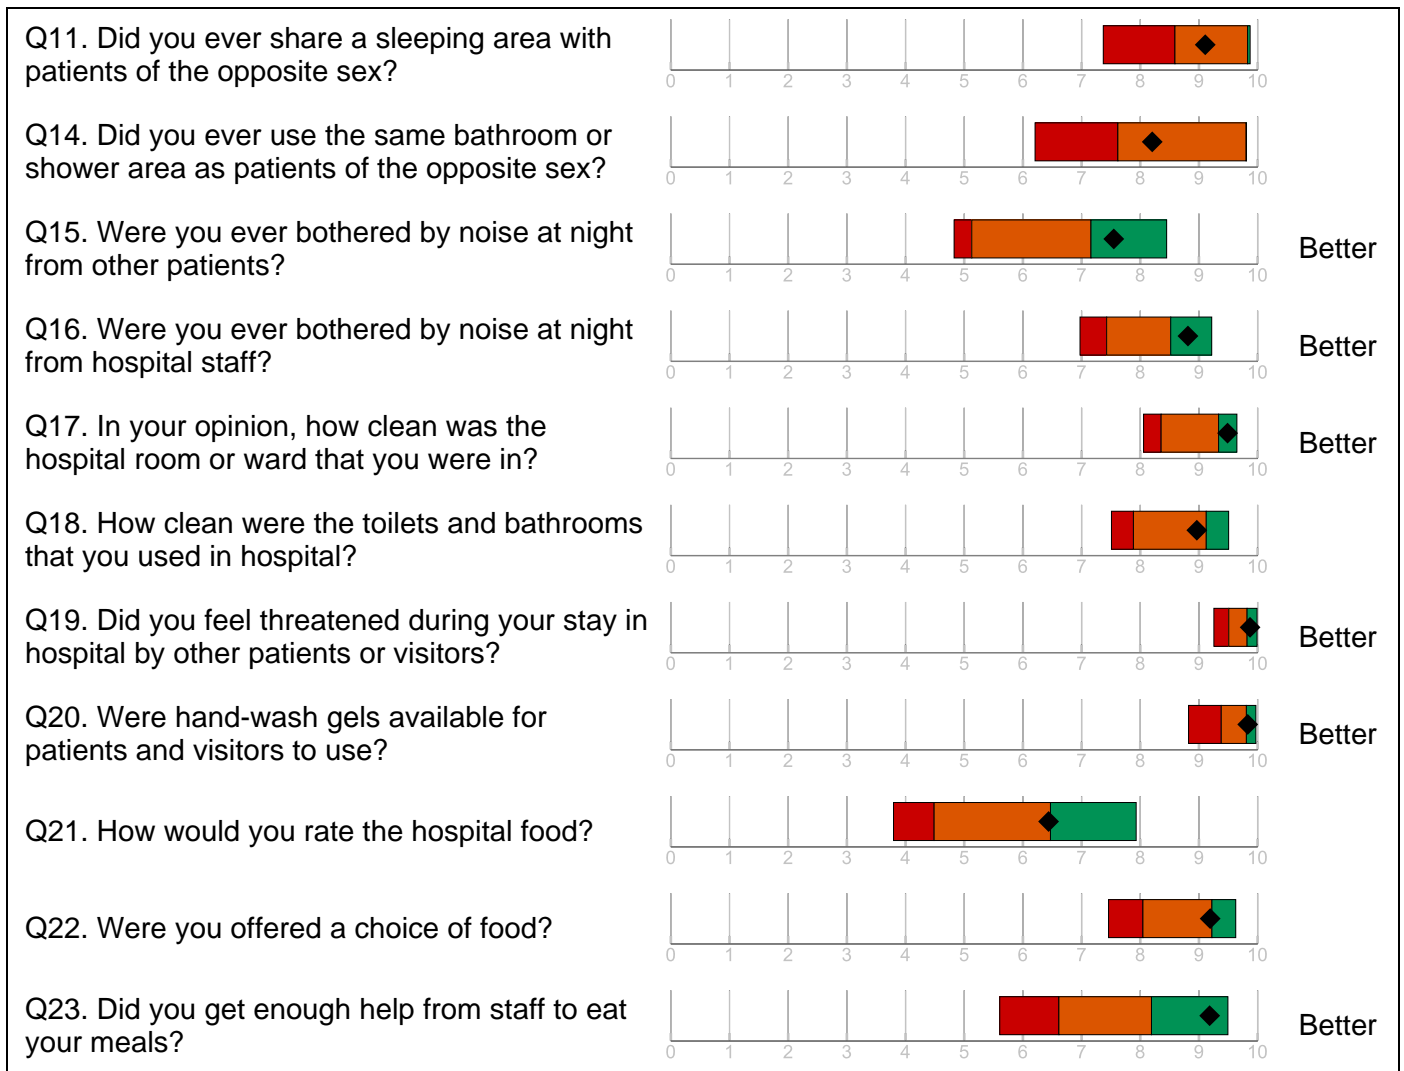 Q11. Did you ever share a sleeping area with
patients of the opposite sex?
0 1 2 3 4 5 6 7 8 9 10
Q14. Did you ever use the same bathroom or
shower area as patients of the opposite sex?
0 1 2 3 4 5 6 7 8 9 10
Q15. Were you ever bothered by noise at night
from other patients?
Better
0 1 2 3 4 5 6 7 8 9 10
Q16. Were you ever bothered by noise at night
from hospital staff?
Better
0 1 2 3 4 5 6 7 8 9 10
Q17. In your opinion, how clean was the
hospital room or ward that you were in?
Better
0 1 2 3 4 5 6 7 8 9 10
Q18. How clean were the toilets and bathrooms
that you used in hospital?
0 1 2 3 4 5 6 7 8 9 10
Q19. Did you feel threatened during your stay in
hospital by other patients or visitors?
Better
0 1 2 3 4 5 6 7 8 9 10
Q20. Were hand-wash gels available for
patients and visitors to use?
Better
0 1 2 3 4 5 6 7 8 9 10
Q21. How would you rate the hospital food?
0 1 2 3 4 5 6 7 8 9 10
Q22. Were you offered a choice of food?
0 1 2 3 4 5 6 7 8 9 10
Q23. Did you get enough help from staff to eat
your meals?
Better
0 1 2 3 4 5 6 7 8 9 10